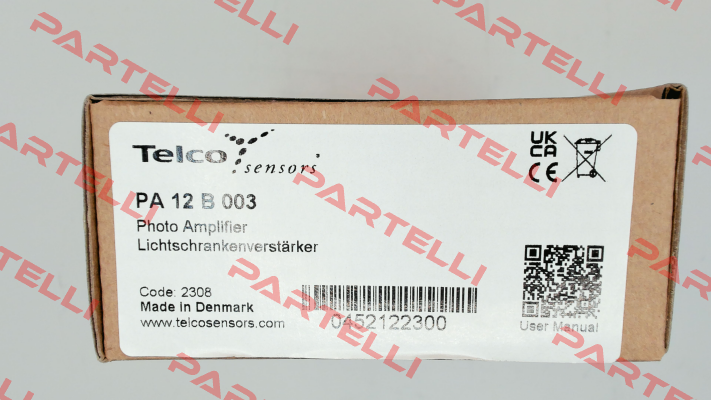 Telco sensors
UK CA
CE
PA 12 B 003
Photo Amplifier
Lichtschrankenverstärker
Code: 2308
Made in Denmark
www.telcosensors.com
0452122300
User Manual
PARTELLI
PARTELLI
PARTELLI
PARTELLI
PARTELLI
PARTELLI
PARTELLI